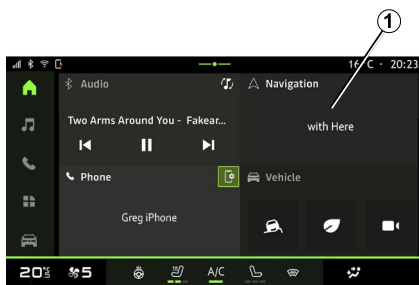 1
16°C · 20:23
Audio
Navigation
Two Arms Around You - Fakear...
with Here
Phone
Vehicle
Greg iPhone
20°5
5
A/C